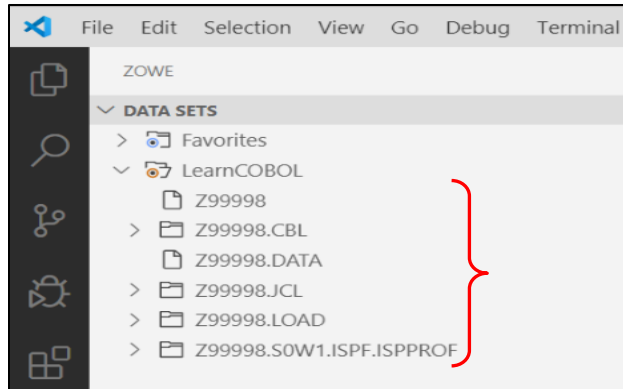 File Edit Selection View Go Debug Terminal
ZOWE
DATA SETS
Favorites
LearnCOBOL
Z99998
Z99998.CBL
Z99998.DATA
Z99998.JCL
Z99998.LOAD
Z99998.S0W1.ISPF.ISPPROF